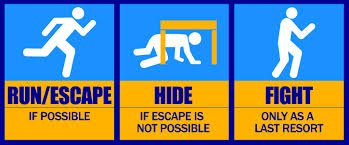 RUN/ESCAPE
IF POSSIBLE
HIDE
IF ESCAPE IS
NOT POSSIBLE
FIGHT
ONLY AS A
LAST RESORT